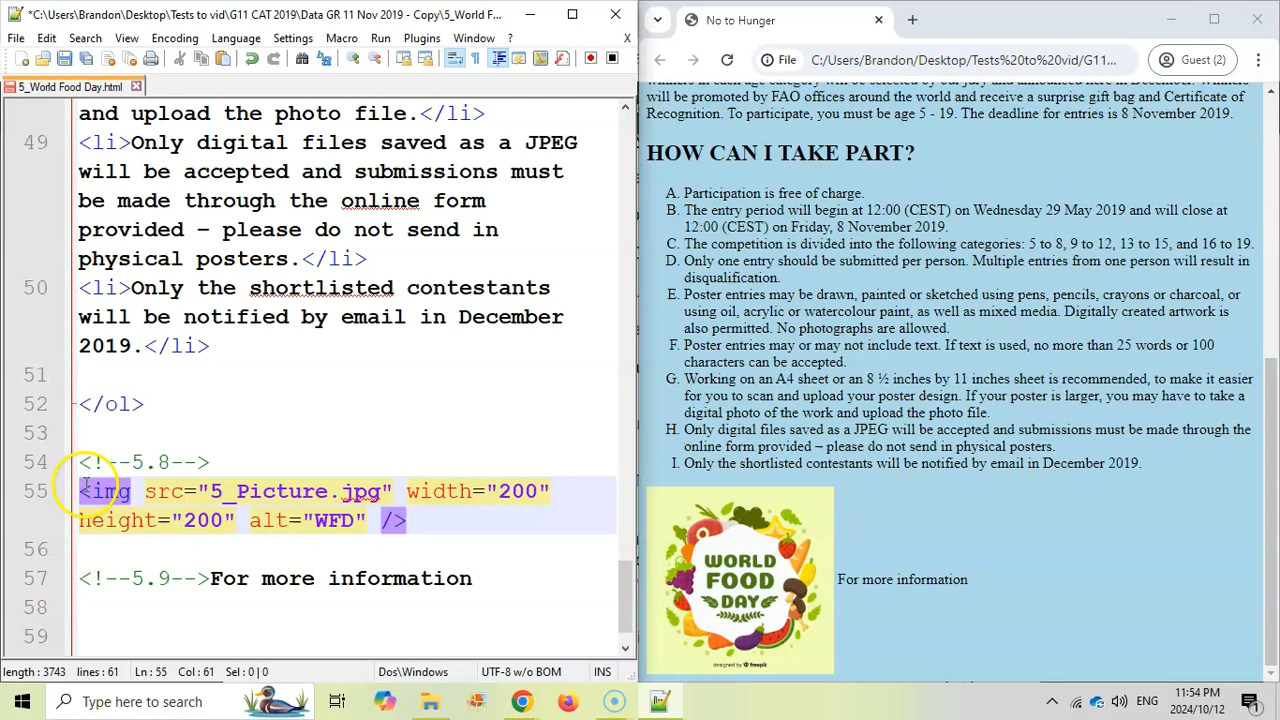 *C:\Users\Brandon\Desktop\Tests to vid\G11 CAT 2019\Data GR 11 Nov 2019 - Copy\5_World F...
File Edit Search View Encoding Language Settings Macro Run Plugins Window ? X
5_World Food Day.html
and upload the photo file.</li>
49 <li>Only digital files saved as a JPEG
will be accepted and submissions must
be made through the online form
provided – please do not send in
physical posters.</li>
50 <li>Only the shortlisted contestants
will be notified by email in December
2019.</li>
51
52 </ol>
53
54 <!--5.8-->
55 <img src="5_Picture.jpg" width="200"
height="200" alt="WFD" />
56
57 <!--5.9-->For more information
58
59
length : 3743 lines : 61 Ln : 55 Col : 61 Sel : 0 | 0 Dos\Windows UTF-8 w/o BOM INS
No to Hunger
File C:/Users/Brandon/Desktop/Tests%20to%20vid/G11... Guest (2)
will be promoted by FAO offices around the world and receive a surprise gift bag and Certificate of
Recognition. To participate, you must be age 5 - 19. The deadline for entries is 8 November 2019.
HOW CAN I TAKE PART?
A. Participation is free of charge.
B. The entry period will begin at 12:00 (CEST) on Wednesday 29 May 2019 and will close at
12:00 (CEST) on Friday, 8 November 2019.
C. The competition is divided into the following categories: 5 to 8, 9 to 12, 13 to 15, and 16 to 19.
D. Only one entry should be submitted per person. Multiple entries from one person will result in
disqualification.
E. Poster entries may be drawn, painted or sketched using pens, pencils, crayons or charcoal, or
using oil, acrylic or watercolour paint, as well as mixed media. Digitally created artwork is
also permitted. No photographs are allowed.
F. Poster entries may or may not include text. If text is used, no more than 25 words or 100
characters can be accepted.
G. Working on an A4 sheet or an 8 ½ inches by 11 inches sheet is recommended, to make it easier
for you to scan and upload your poster design. If your poster is larger, you may have to take a
digital photo of the work and upload the photo file.
H. Only digital files saved as a JPEG will be accepted and submissions must be made through the
online form provided – please do not send in physical posters.
I. Only the shortlisted contestants will be notified by email in December 2019.
WORLD
FOOD
DAY
designed by freepik
For more information
Type here to search
ENG
11:54 PM
2024/10/12